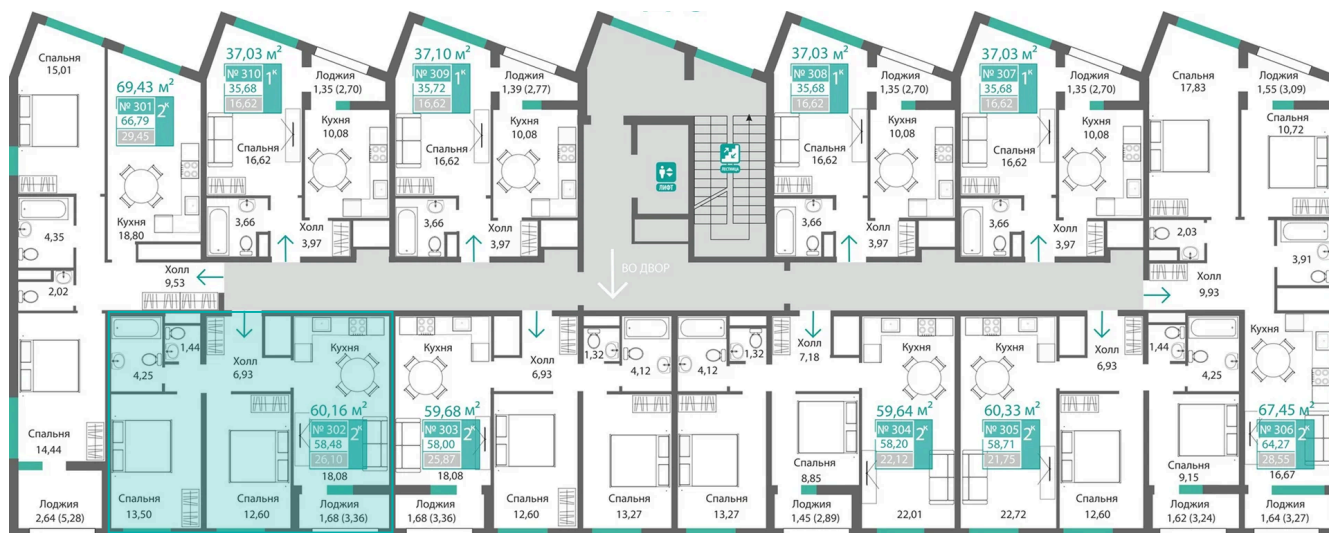 Спальня
15,01
69,43 м²
№ 301
2к
66,79
29,45
Кухня
18,80
4,35
2,02
Холл
9,53
Спальня
14,44
Лоджия
2,64 (5,28)
37,03 м²
№ 310
1к
35,68
16,62
Лоджия
1,35 (2,70)
Кухня
10,08
Спальня
16,62
3,66
Холл
3,97
37,10 м²
№ 309
1к
35,72
16,62
Лоджия
1,39 (2,77)
Кухня
10,08
Спальня
16,62
3,66
Холл
3,97
ЛИФТ
ЛЕСТНИЦА
ВО ДВОР
37,03 м²
№ 308
1к
35,68
16,62
Лоджия
1,35 (2,70)
Кухня
10,08
Спальня
16,62
3,66
Холл
3,97
37,03 м²
№ 307
1к
35,68
16,62
Лоджия
1,35 (2,70)
Кухня
10,08
Спальня
16,62
3,66
Холл
3,97
Спальня
17,83
Лоджия
1,55 (3,09)
Спальня
10,72
2,03
3,91
Холл
9,93
Кухня
67,45 м²
№ 306
2к
64,27
28,55
16,67
Лоджия
1,64 (3,27)
1,44
4,25
Холл
6,93
Кухня
60,16 м²
№ 302
2к
58,48
26,10
18,08
Спальня
13,50
Спальня
12,60
Лоджия
1,68 (3,36)
Кухня
59,68 м²
№ 303
2к
58,00
25,87
18,08
Лоджия
1,68 (3,36)
Холл
6,93
1,32
4,12
Спальня
12,60
Спальня
13,27
4,12
1,32
Холл
7,18
Кухня
59,64 м²
№ 304
2к
58,20
22,12
22,01
Спальня
13,27
Спальня
8,85
Лоджия
1,45 (2,89)
Кухня
60,33 м²
№ 305
2к
58,71
21,75
22,72
Холл
6,93
1,44
4,25
Спальня
12,60
Спальня
9,15
Лоджия
1,62 (3,24)